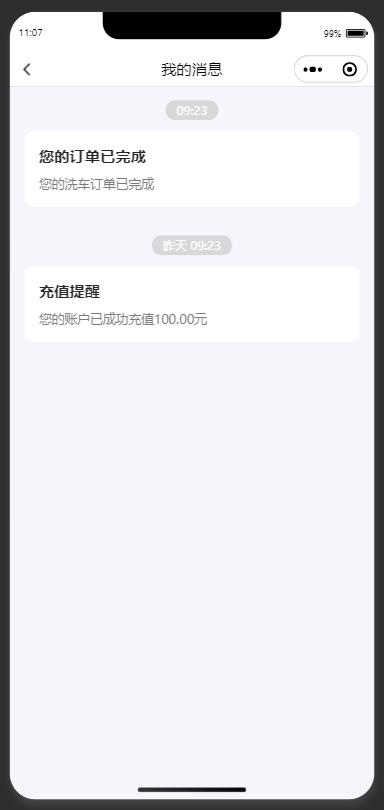 11:07
99%
我的消息
09:23
您的订单已完成
您的洗车订单已完成
昨天 09:23
充值提醒
您的账户已成功充值100.00元